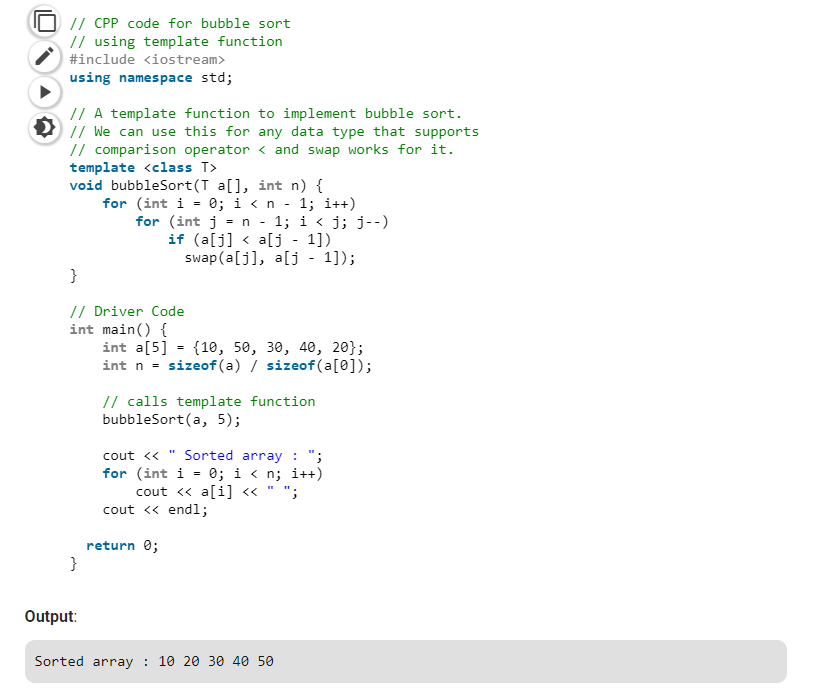 // CPP code for bubble sort
// using template function
#include <iostream>
using namespace std;

// A template function to implement bubble sort.
// We can use this for any data type that supports
// comparison operator < and swap works for it.
template <class T>
void bubbleSort(T a[], int n) {
    for (int i = 0; i < n - 1; i++)
        for (int j = n - 1; i < j; j--)
            if (a[j] < a[j - 1])
              swap(a[j], a[j - 1]);
}

// Driver Code
int main() {
    int a[5] = {10, 50, 30, 40, 20};
    int n = sizeof(a) / sizeof(a[0]);

    // calls template function
    bubbleSort(a, 5);

    cout << " Sorted array : ";
    for (int i = 0; i < n; i++)
        cout << a[i] << " ";
    cout << endl;

  return 0;
}

Output:
Sorted array : 10 20 30 40 50